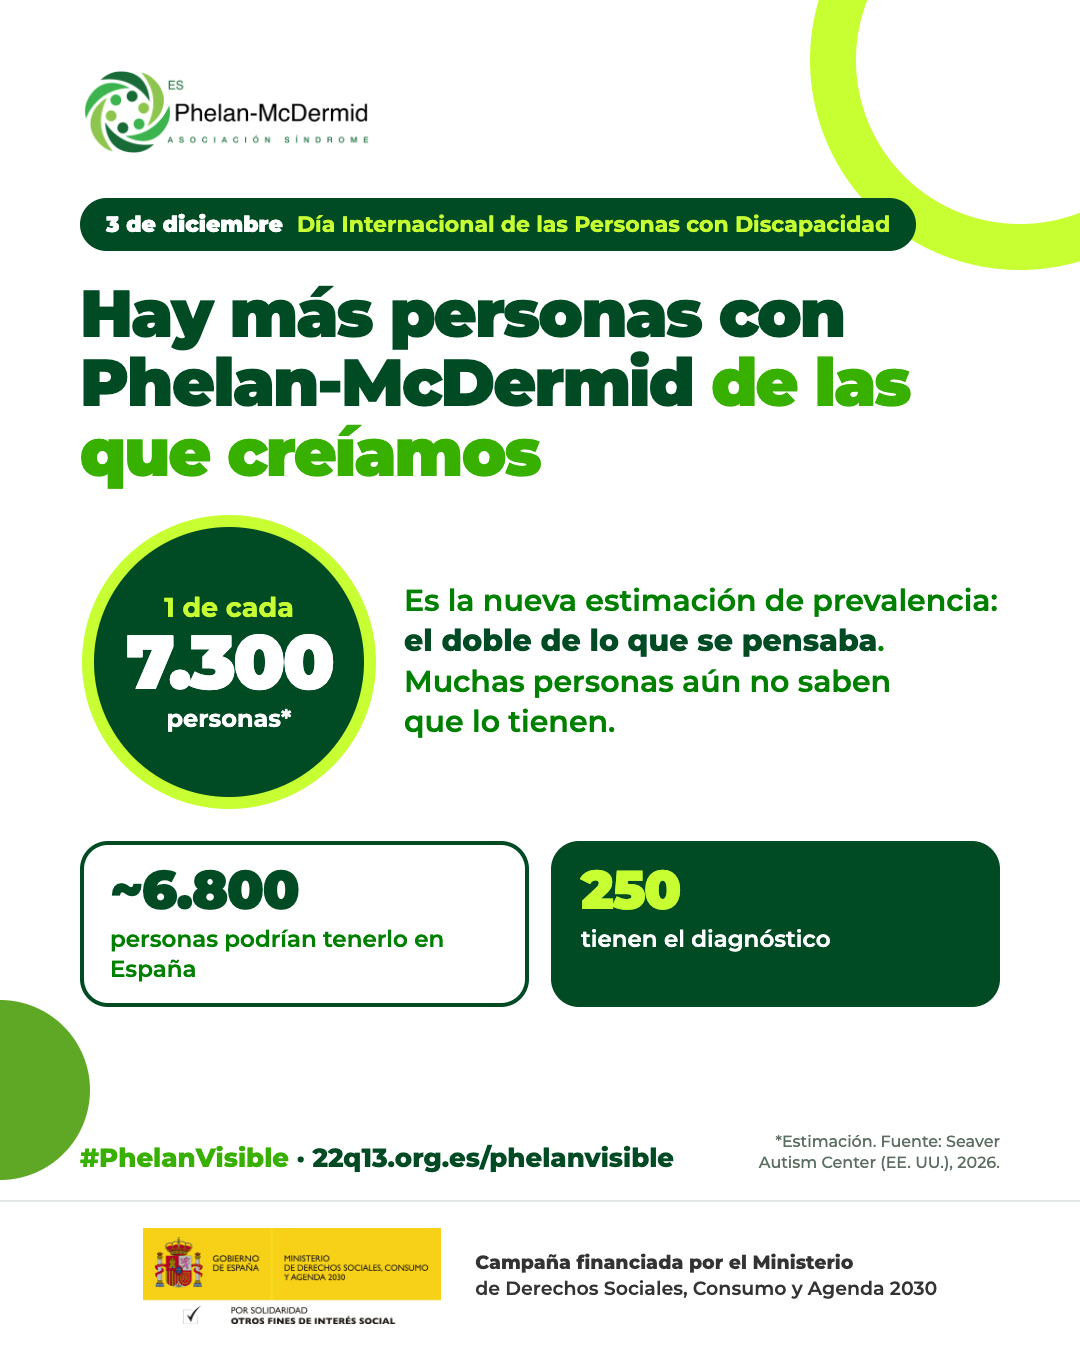 ES
Phelan-McDermid
ASOCIACIÓN SÍNDROME
3 de diciembre Día Internacional de las Personas con Discapacidad
Hay más personas con
Phelan-McDermid de las
que creíamos
1 de cada
7.300
personas*
Es la nueva estimación de prevalencia:
el doble de lo que se pensaba.
Muchas personas aún no saben
que lo tienen.
~6.800
personas podrían tenerlo en
España
250
tienen el diagnóstico
#PhelanVisible · 22q13.org.es/phelanvisible
*Estimación. Fuente: Seaver
Autism Center (EE. UU.), 2026.
GOBIERNO
DE ESPAÑA
MINISTERIO
DE DERECHOS SOCIALES, CONSUMO
Y AGENDA 2030
POR SOLIDARIDAD
OTROS FINES DE INTERÉS SOCIAL
Campaña financiada por el Ministerio
de Derechos Sociales, Consumo y Agenda 2030